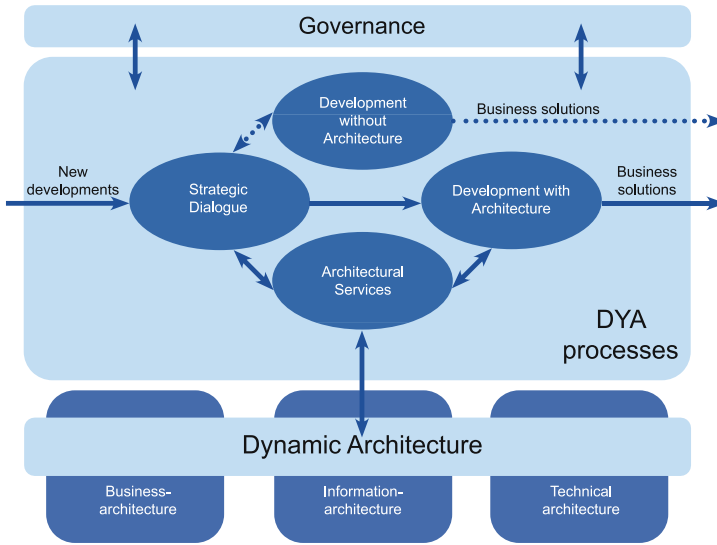 Governance
Development
without
Architecture
Business solutions
New
developments
Strategic
Dialogue
Development with
Architecture
Business
solutions
Architectural
Services
DYA
processes
Dynamic Architecture
Business-
architecture
Information-
architecture
Technical
architecture